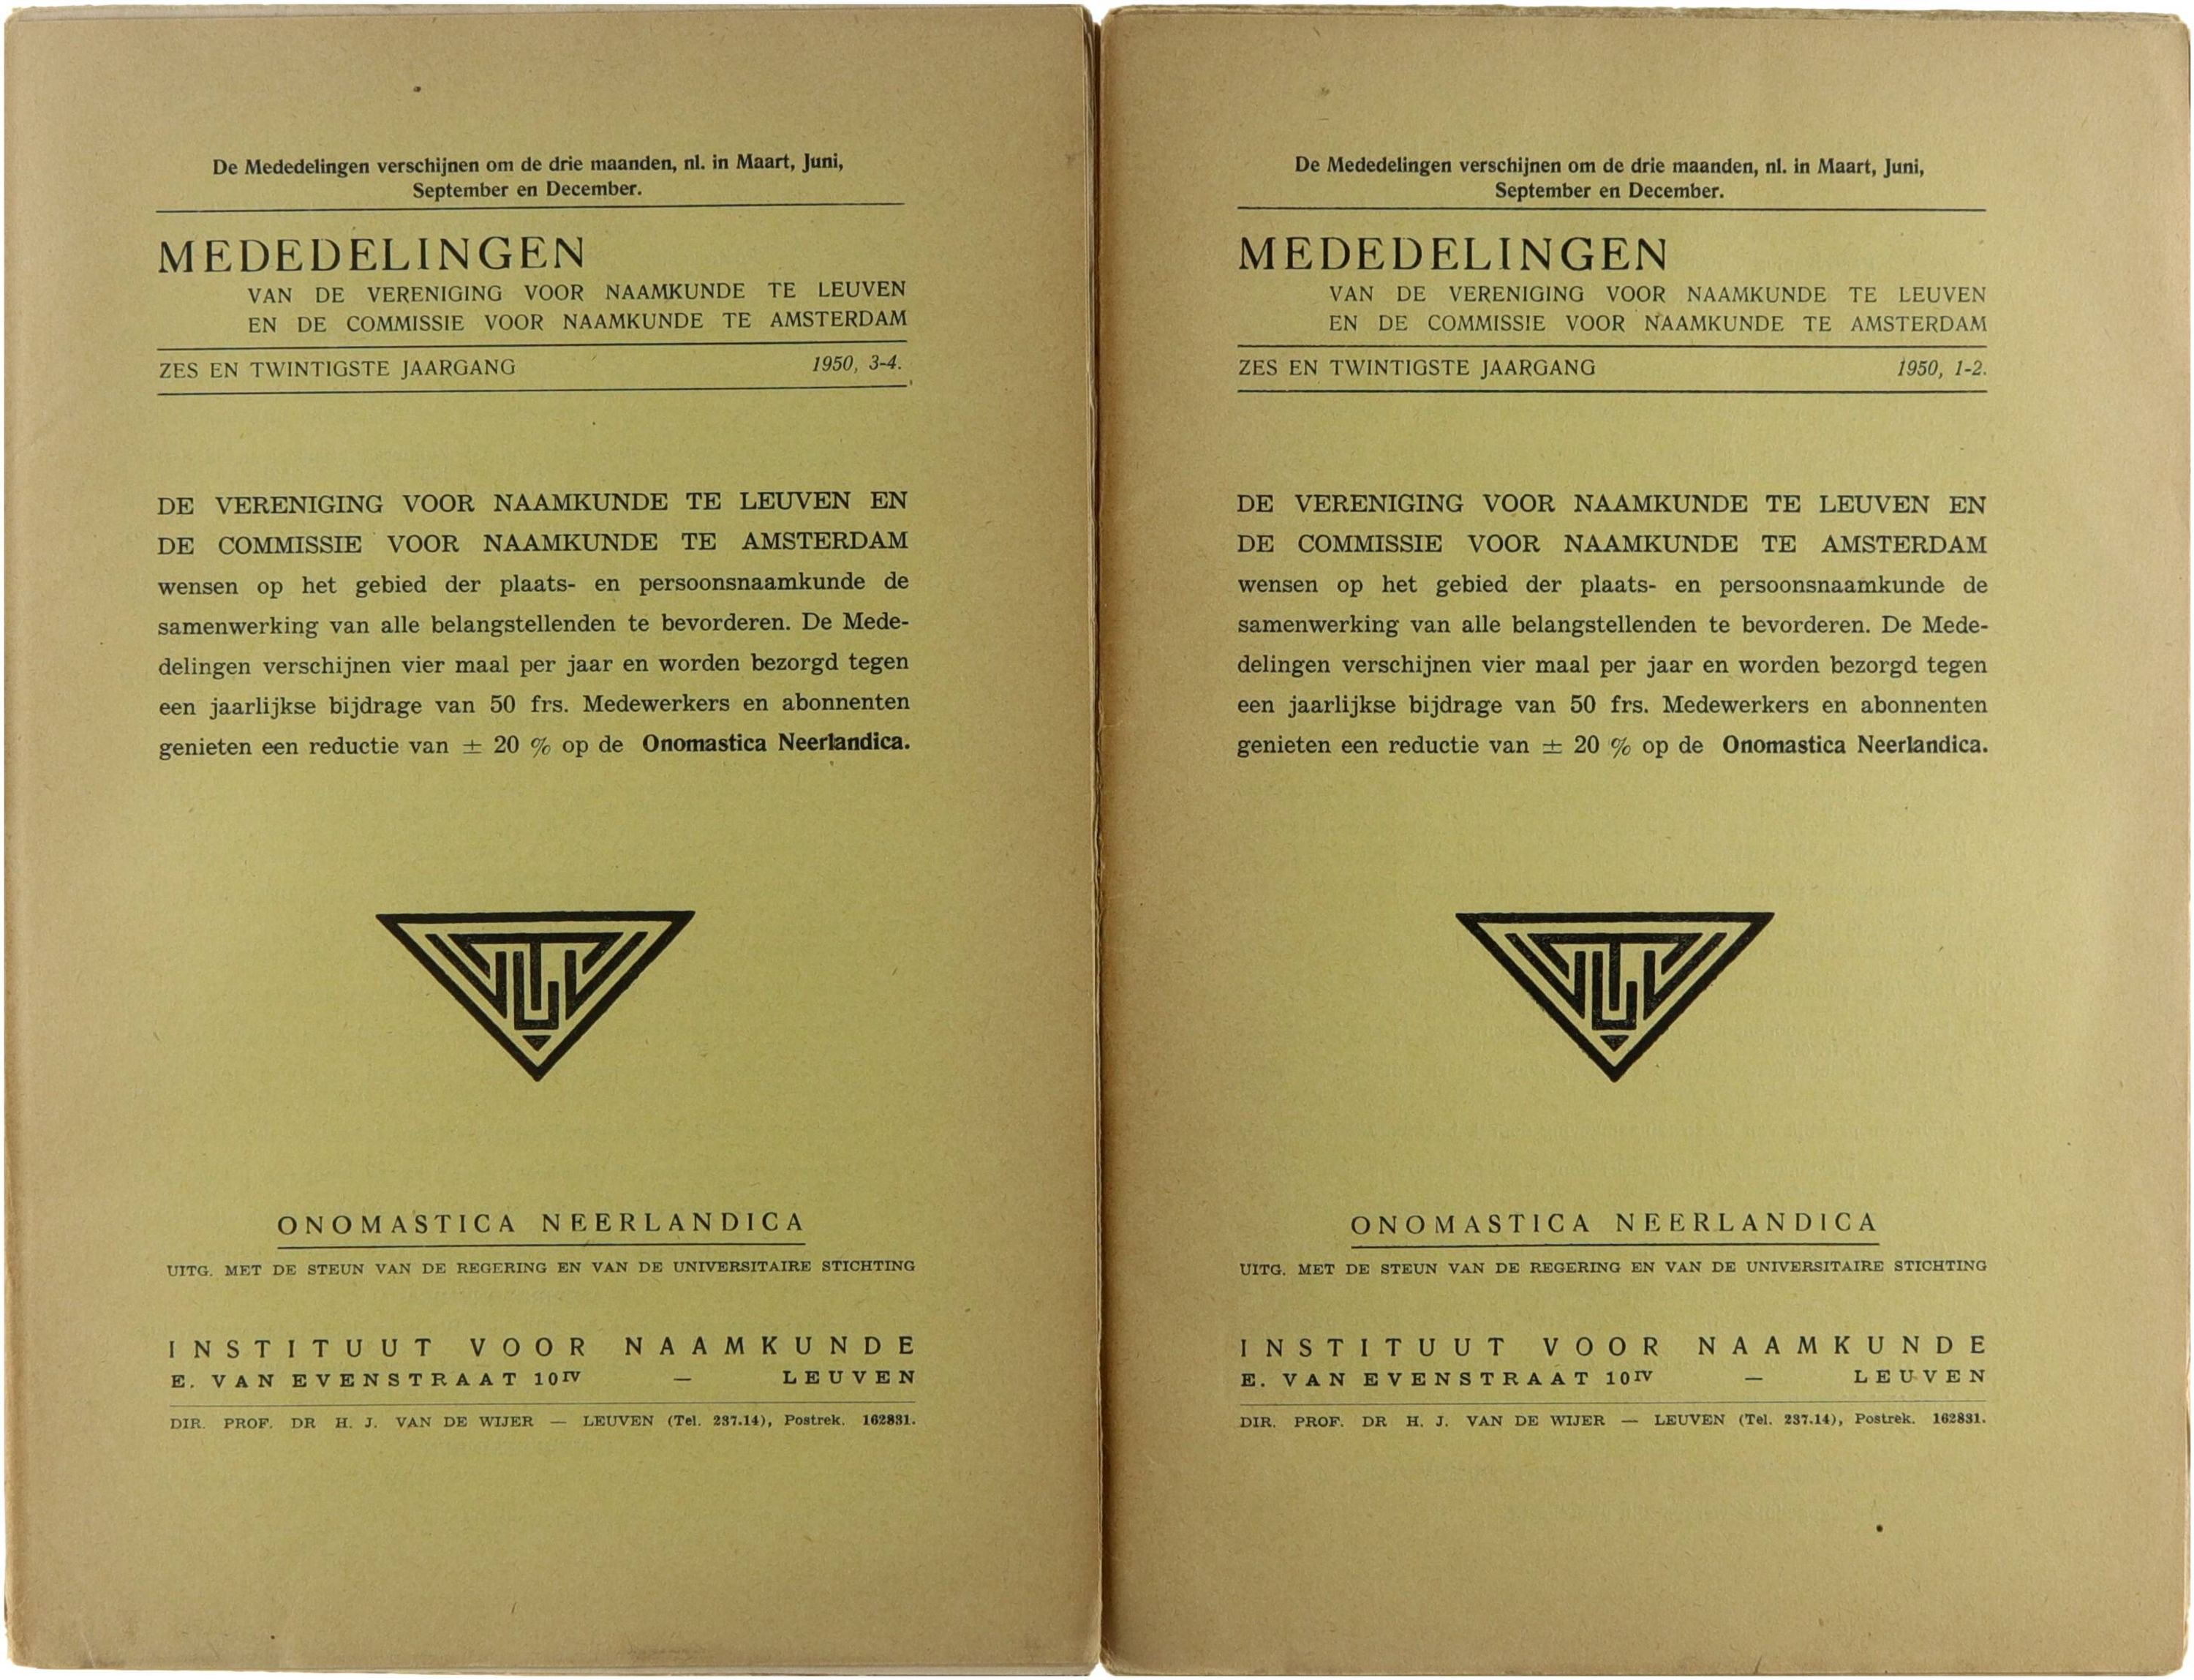 De Mededelingen verschijnen om de drie maanden, nl. in Maart, Juni,
September en December.
MEDEDELINGEN
VAN DE VERENIGING VOOR NAAMKUNDE TE LEUVEN
EN DE COMMISSIE VOOR NAAMKUNDE TE AMSTERDAM
ZES EN TWINTIGSTE JAARGANG 1950, 3-4.
DE VERENIGING VOOR NAAMKUNDE TE LEUVEN EN
DE COMMISSIE VOOR NAAMKUNDE TE AMSTERDAM
wensen op het gebied der plaats- en persoonsnaamkunde de
samenwerking van alle belangstellenden te bevorderen. De Mede-
delingen verschijnen vier maal per jaar en worden bezorgd tegen
een jaarlijkse bijdrage van 50 frs. Medewerkers en abonnenten
genieten een reductie van ± 20 % op de Onomastica Neerlandica.
ONOMASTICA NEERLANDICA
UITG. MET DE STEUN VAN DE REGERING EN VAN DE UNIVERSITAIRE STICHTING
INSTITUUT VOOR NAAMKUNDE
E. VAN EVENSTRAAT 10IV — LEUVEN
DIR. PROF. DR H. J. VAN DE WIJER — LEUVEN (Tel. 237.14), Postrek. 162831.
De Mededelingen verschijnen om de drie maanden, nl. in Maart, Juni,
September en December.
MEDEDELINGEN
VAN DE VERENIGING VOOR NAAMKUNDE TE LEUVEN
EN DE COMMISSIE VOOR NAAMKUNDE TE AMSTERDAM
ZES EN TWINTIGSTE JAARGANG 1950, 1-2.
DE VERENIGING VOOR NAAMKUNDE TE LEUVEN EN
DE COMMISSIE VOOR NAAMKUNDE TE AMSTERDAM
wensen op het gebied der plaats- en persoonsnaamkunde de
samenwerking van alle belangstellenden te bevorderen. De Mede-
delingen verschijnen vier maal per jaar en worden bezorgd tegen
een jaarlijkse bijdrage van 50 frs. Medewerkers en abonnenten
genieten een reductie van ± 20 % op de Onomastica Neerlandica.
ONOMASTICA NEERLANDICA
UITG. MET DE STEUN VAN DE REGERING EN VAN DE UNIVERSITAIRE STICHTING
INSTITUUT VOOR NAAMKUNDE
E. VAN EVENSTRAAT 10IV — LEUVEN
DIR. PROF. DR H. J. VAN DE WIJER — LEUVEN (Tel. 237.14), Postrek. 162831.